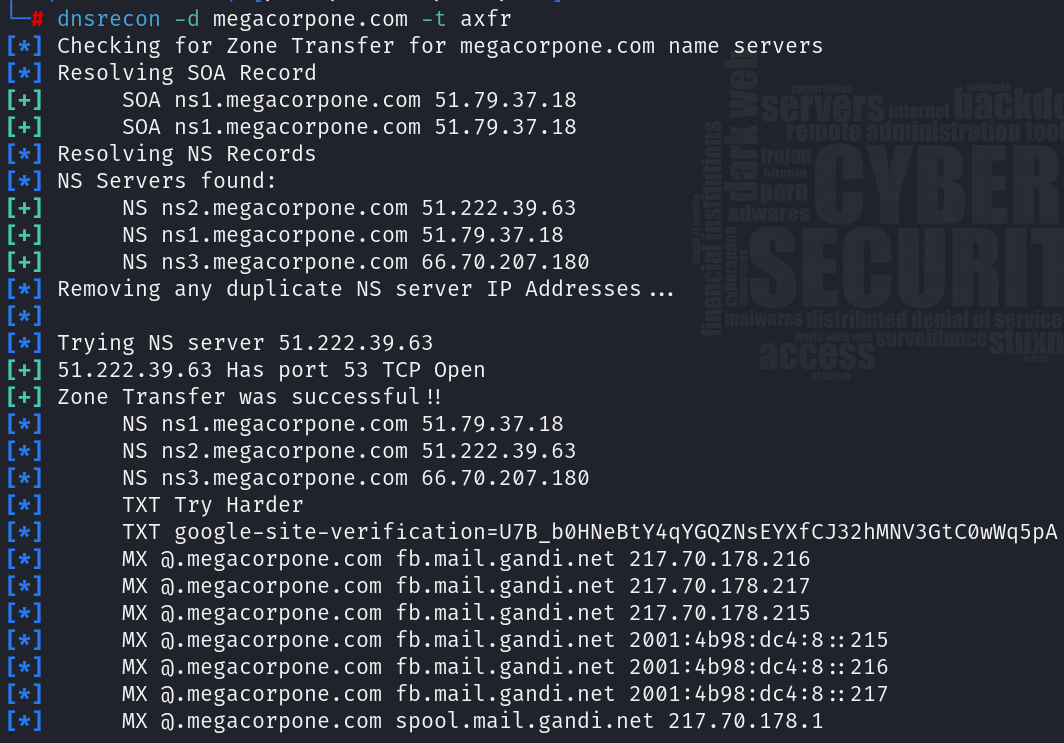 └─# dnsrecon -d megacorpone.com -t axfr
[*] Checking for Zone Transfer for megacorpone.com name servers
[*] Resolving SOA Record
[+] SOA ns1.megacorpone.com 51.79.37.18
[+] SOA ns1.megacorpone.com 51.79.37.18
[*] Resolving NS Records
[*] NS Servers found:
[+] NS ns2.megacorpone.com 51.222.39.63
[+] NS ns1.megacorpone.com 51.79.37.18
[+] NS ns3.megacorpone.com 66.70.207.180
[*] Removing any duplicate NS server IP Addresses...
[*]
[*] Trying NS server 51.222.39.63
[+] 51.222.39.63 Has port 53 TCP Open
[+] Zone Transfer was successful!!
[*] NS ns1.megacorpone.com 51.79.37.18
[*] NS ns2.megacorpone.com 51.222.39.63
[*] NS ns3.megacorpone.com 66.70.207.180
[*] TXT Try Harder
[*] TXT google-site-verification=U7B_b0HNeBtY4qYGQZNsEYXfCJ32hMNV3GtC0wWq5pA
[*] MX @.megacorpone.com fb.mail.gandi.net 217.70.178.216
[*] MX @.megacorpone.com fb.mail.gandi.net 217.70.178.217
[*] MX @.megacorpone.com fb.mail.gandi.net 217.70.178.215
[*] MX @.megacorpone.com fb.mail.gandi.net 2001:4b98:dc4:8::215
[*] MX @.megacorpone.com fb.mail.gandi.net 2001:4b98:dc4:8::216
[*] MX @.megacorpone.com fb.mail.gandi.net 2001:4b98:dc4:8::217
[*] MX @.megacorpone.com spool.mail.gandi.net 217.70.178.1
corporations
wikileaks
dark web
servers
internet
backdo
remote administration too
trojan
bitcoin
porn
adwares
CYBER
SECURIT
financial institutions
malwares
distributed denial of service
world wide web
surveillance
stuxn
access
activism